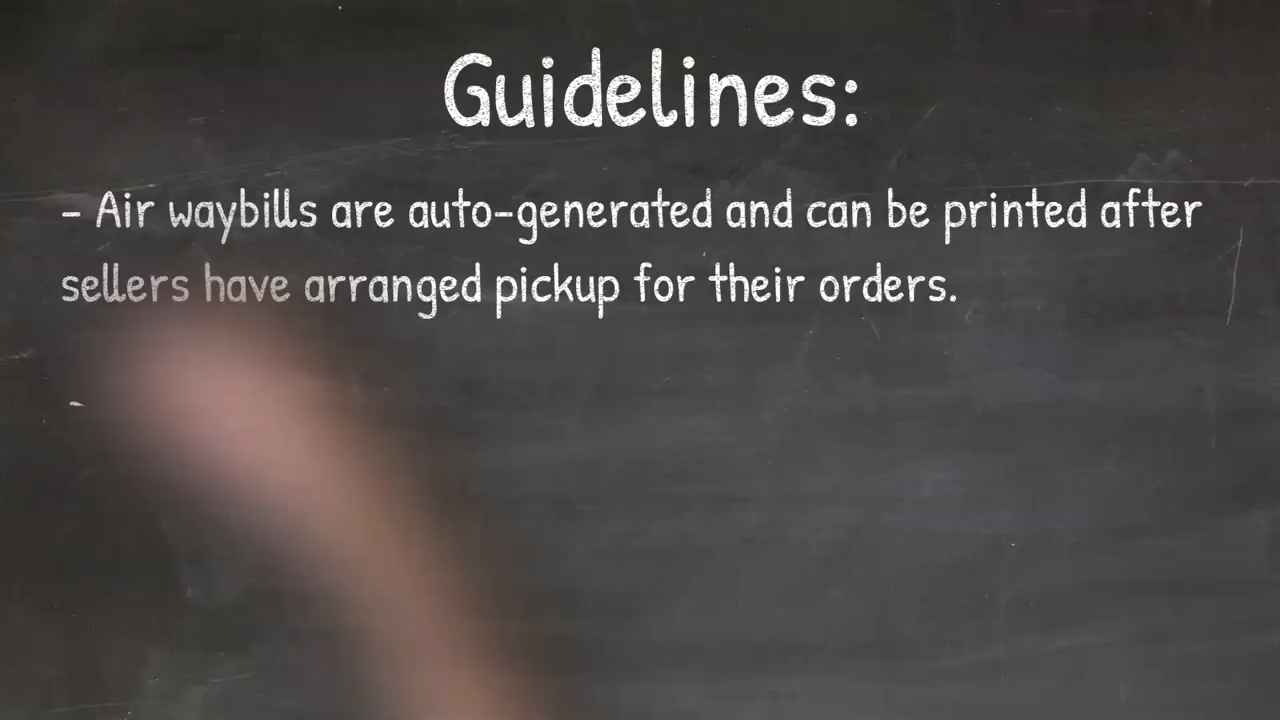 Guidelines:
- Air waybills are auto-generated and can be printed after
sellers have arranged pickup for their orders.